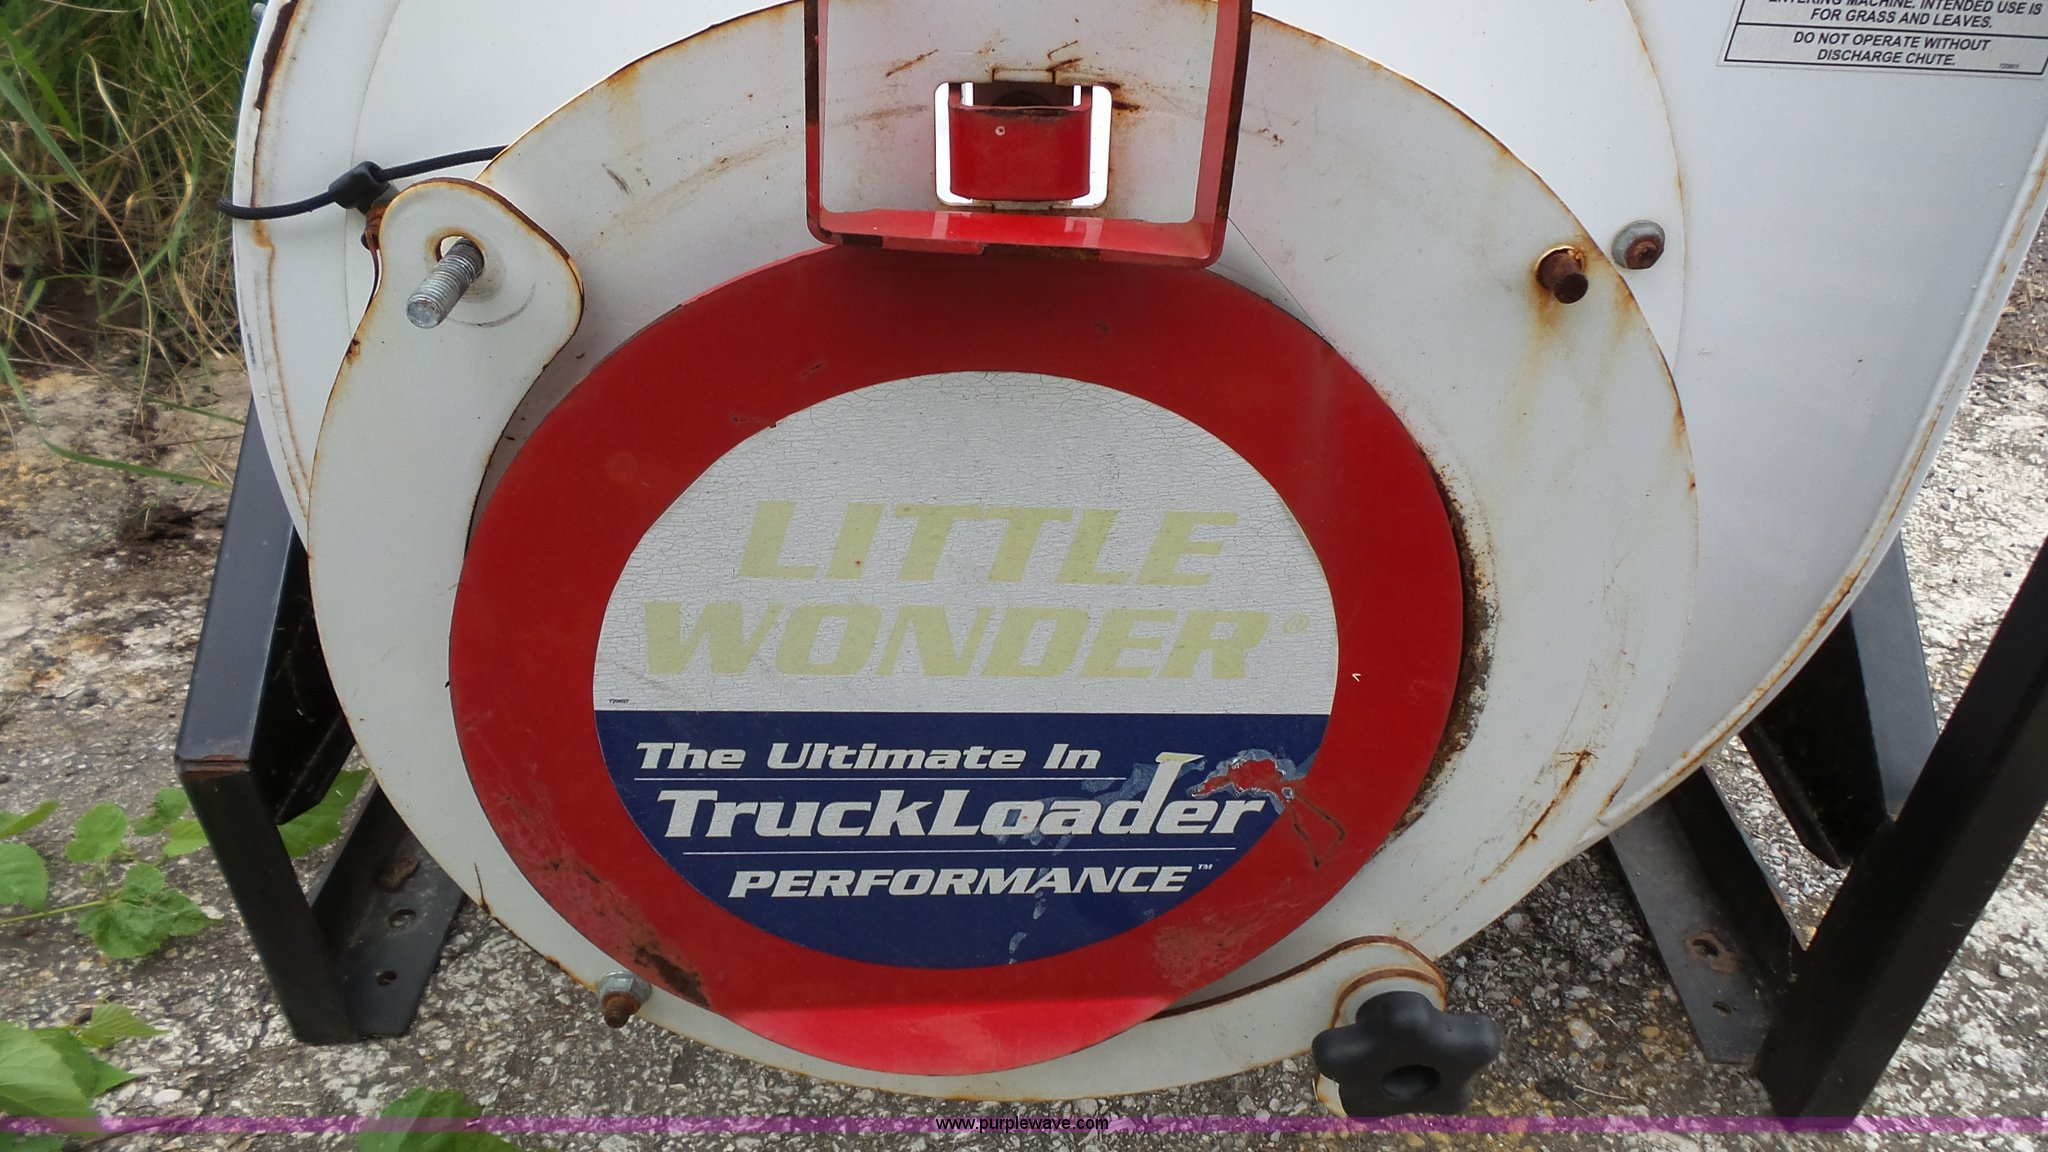 ENTERING MACHINE. INTENDED USE IS
FOR GRASS AND LEAVES.
DO NOT OPERATE WITHOUT
DISCHARGE CHUTE.
LITTLE
WONDER®
The Ultimate In
TruckLoader
PERFORMANCE™
www.purplewave.com